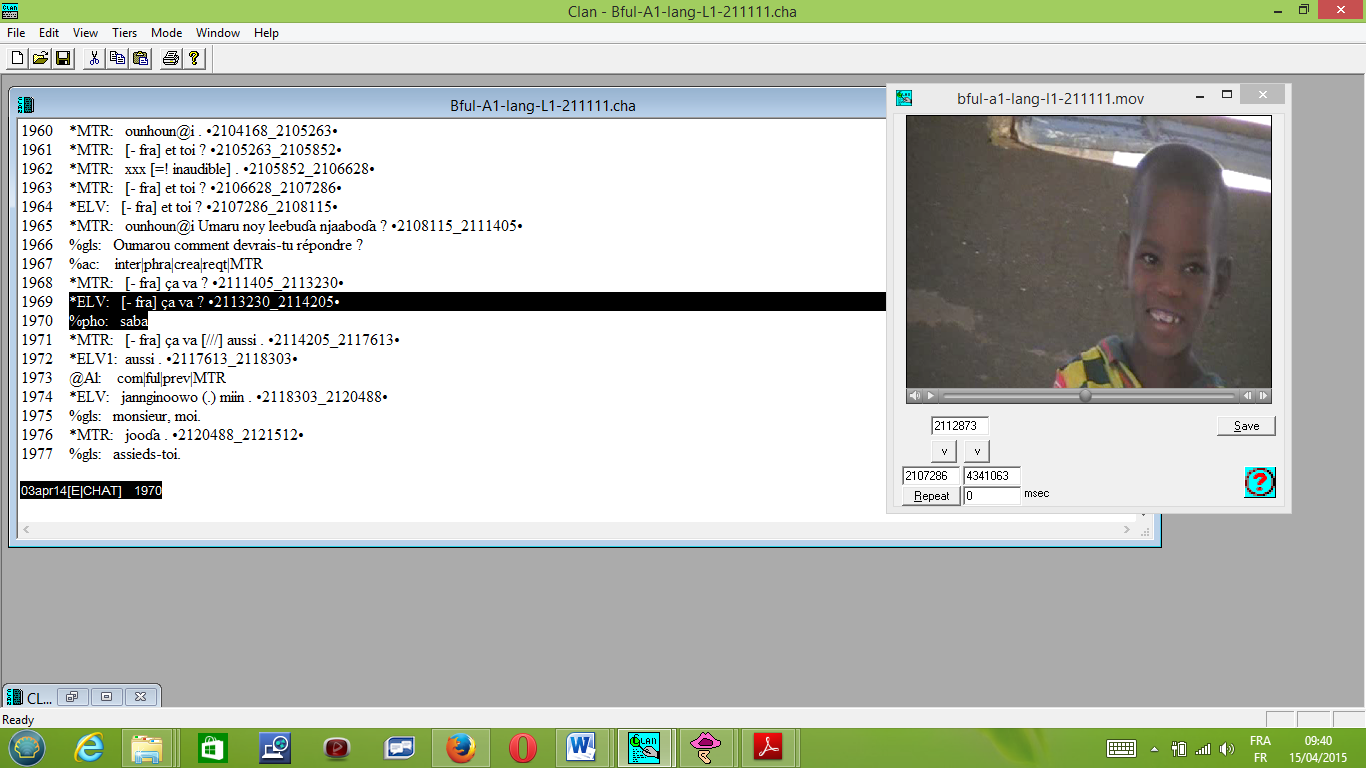 Clan - Bful-A1-lang-L1-211111.cha
File Edit View Tiers Mode Window Help
Bful-A1-lang-L1-211111.cha
1960 *MTR: ounhoun@i . •2104168_2105263•
1961 *MTR: [- fra] et toi ? •2105263_2105852•
1962 *MTR: xxx [=! inaudible] . •2105852_2106628•
1963 *MTR: [- fra] et toi ? •2106628_2107286•
1964 *ELV: [- fra] et toi ? •2107286_2108115•
1965 *MTR: ounhoun@i Umaru noy leebuɗa njaaboɗa ? •2108115_2111405•
1966 %gls: Oumarou comment devrais-tu répondre ?
1967 %ac: inter|phra|crea|reqt|MTR
1968 *MTR: [- fra] ça va ? •2111405_2113230•
1969 *ELV: [- fra] ça va ? •2113230_2114205•
1970 %pho: saba
1971 *MTR: [- fra] ça va [///] aussi . •2114205_2117613•
1972 *ELV1: aussi . •2117613_2118303•
1973 @Al: com|ful|prev|MTR
1974 *ELV: jannginoowo (.) miin . •2118303_2120488•
1975 %gls: monsieur, moi.
1976 *MTR: jooɗa . •2120488_2121512•
1977 %gls: assieds-toi.
03apr14[E|CHAT] 1970
bful-a1-lang-l1-211111.mov
2112873
Save
v v
2107286 4341063
Repeat 0 msec
CL...
Ready
FRA
FR
09:40
15/04/2015